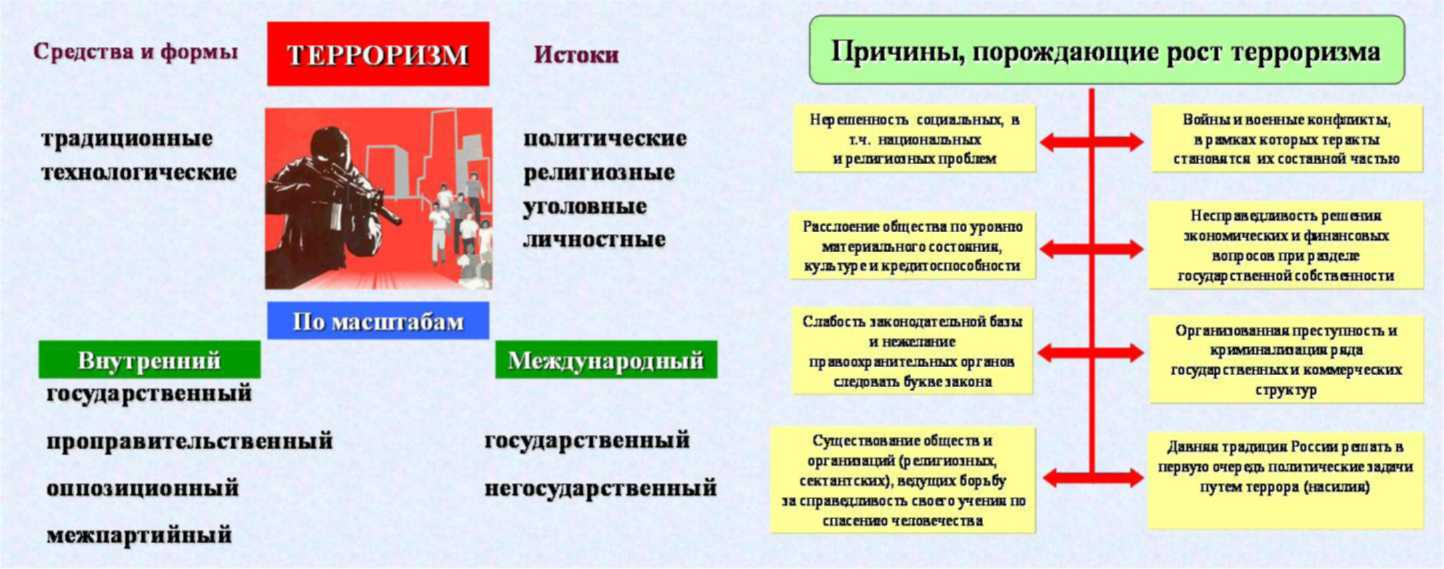 ТЕРРОРИЗМ
Средства и формы
традиционные
технологические
Истоки
политические
религиозные
уголовные
личностные
По масштабам
Внутренний
государственный
проправительственный
оппозиционный
межпартийный
Международный
государственный
негосударственный
Причины, порождающие рост терроризма
Нерешенность социальных, в
т.ч. национальных
и религиозных проблем
Войны и военные конфликты,
в рамках которых теракты
становятся их составной частью
Расслоение общества по уровню
материального состояния,
культуре и кредитоспособности
Несправедливость решения
экономических и финансовых
вопросов при разделе
государственной собственности
Слабость законодательной базы
и нежелание
правоохранительных органов
следовать букве закона
Организованная преступность и
криминализация ряда
государственных и коммерческих
структур
Существование обществ и
организаций (религиозных,
сектантских), ведущих борьбу
за справедливость своего учения по
спасению человечества
Давняя традиция России решать в
первую очередь политические задачи
путем террора (насилия)